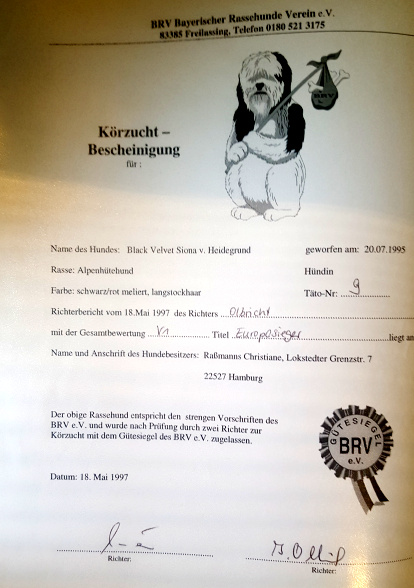 BRV Bayerischer Rassehunde Verein e.V.
83385 Freilassing, Telefon 0180 521 3175
BRV
Körzucht –
Bescheinigung
für :
Name des Hundes: Black Velvet Siona v. Heidegrund geworfen am: 20.07.1995
Rasse: Alpenhütehund Hündin
Farbe: schwarz/rot meliert, langstockhaar Täto-Nr: 9
Richterbericht vom 18.Mai 1997 des Richters Olbricht
mit der Gesamtbewertung V1 Titel Europasieger liegt an
Name und Anschrift des Hundebesitzers: Raßmanns Christiane, Lokstedter Grenzstr. 7
22527 Hamburg
Der obige Rassehund entspricht den strengen Vorschriften des
BRV e.V. und wurde nach Prüfung durch zwei Richter zur
Körzucht mit dem Gütesiegel des BRV e.V. zugelassen.
GÜTESIEGEL
BRV
e.V.
Datum: 18. Mai 1997
Richter: Richter: